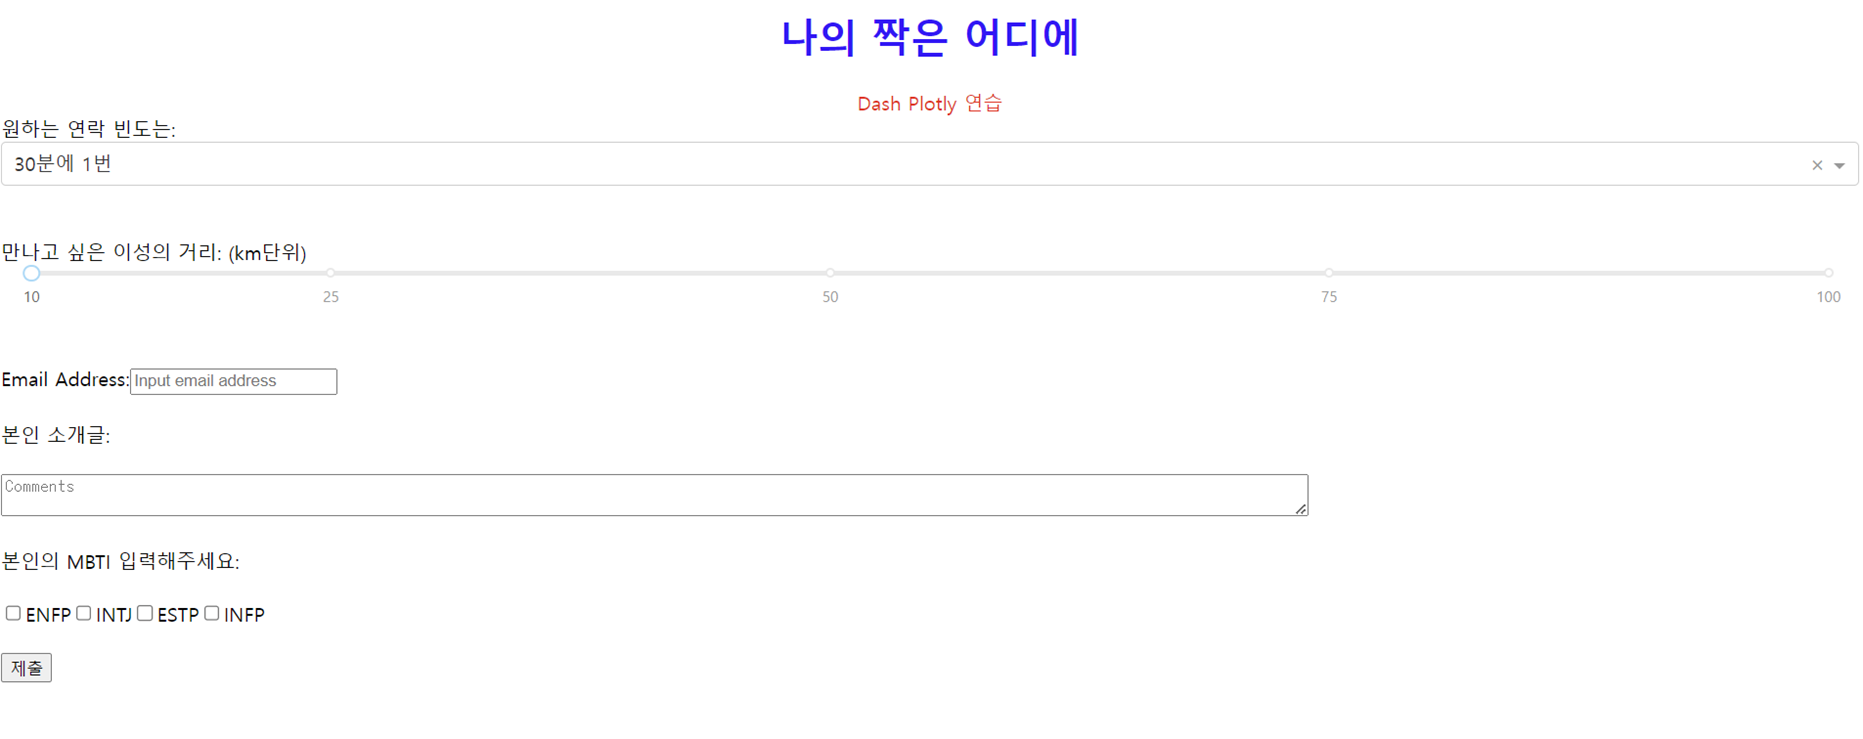 나의 짝은 어디에
Dash Plotly 연습
원하는 연락 빈도는:
30분에 1번
만나고 싶은 이성의 거리: (km단위)
10 25 50 75 100
Email Address: Input email address
본인 소개글:
Comments
본인의 MBTI 입력해주세요:
ENFP INTJ ESTP INFP
제출